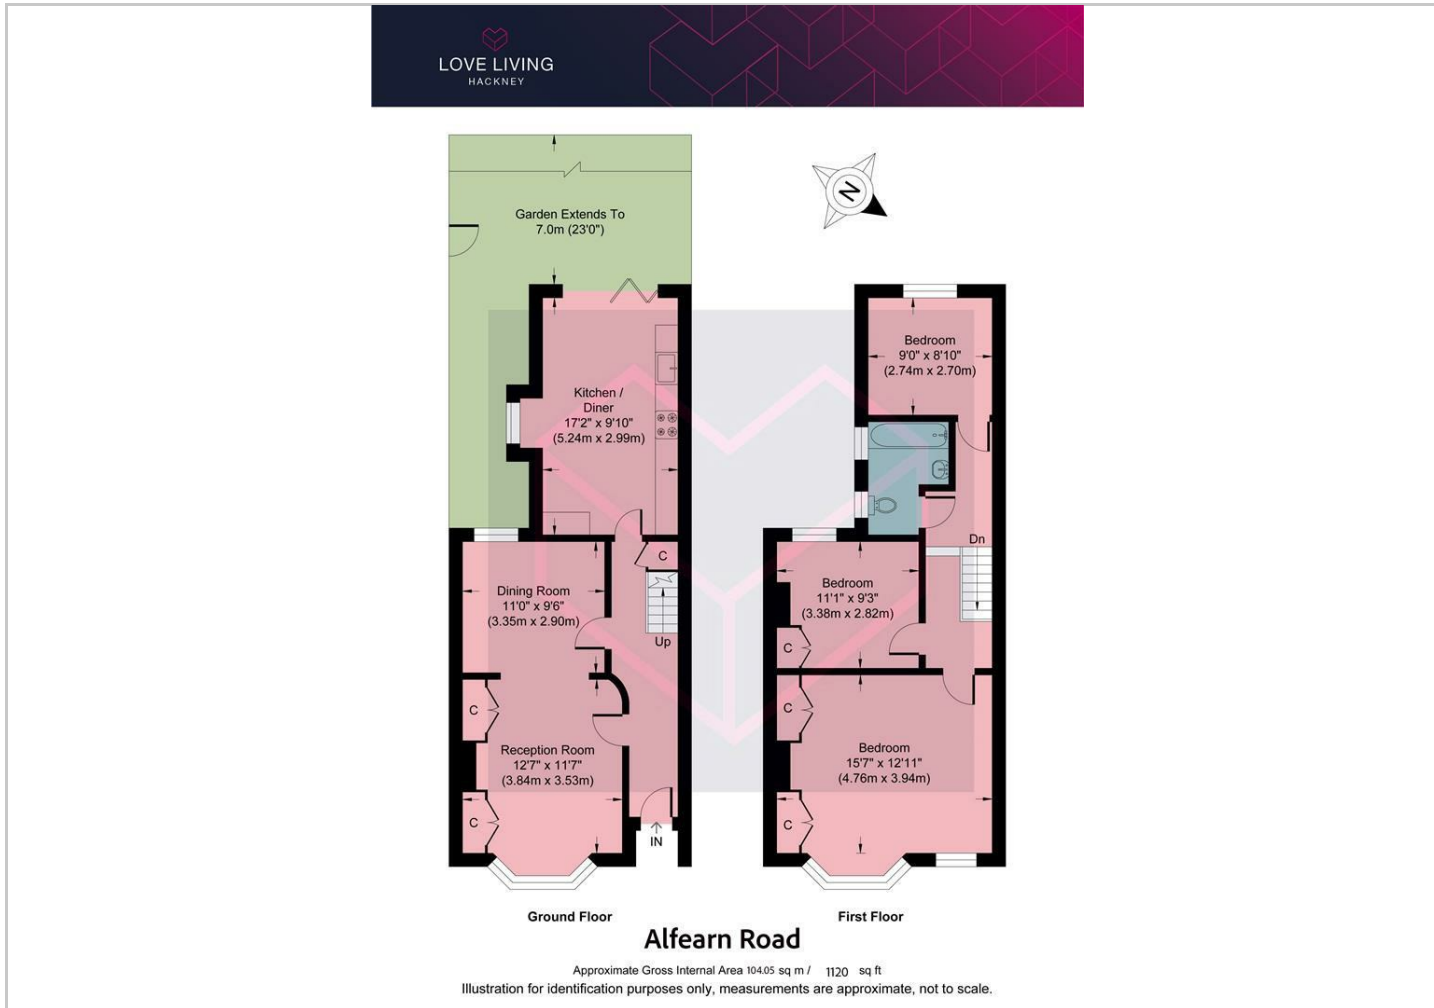 LOVE LIVING
HACKNEY
N
Garden Extends To
7.0m (23'0")
Kitchen /
Diner
17'2" x 9'10"
(5.24m x 2.99m)
C
Up
Dining Room
11'0" x 9'6"
(3.35m x 2.90m)
C
Reception Room
12'7" x 11'7"
(3.84m x 3.53m)
C
IN
Ground Floor
Bedroom
9'0" x 8'10"
(2.74m x 2.70m)
Dn
Bedroom
11'1" x 9'3"
(3.38m x 2.82m)
C
C
Bedroom
15'7" x 12'11"
(4.76m x 3.94m)
C
First Floor
Alfearn Road
Approximate Gross Internal Area 104.05 sq m / 1120 sq ft
Illustration for identification purposes only, measurements are approximate, not to scale.